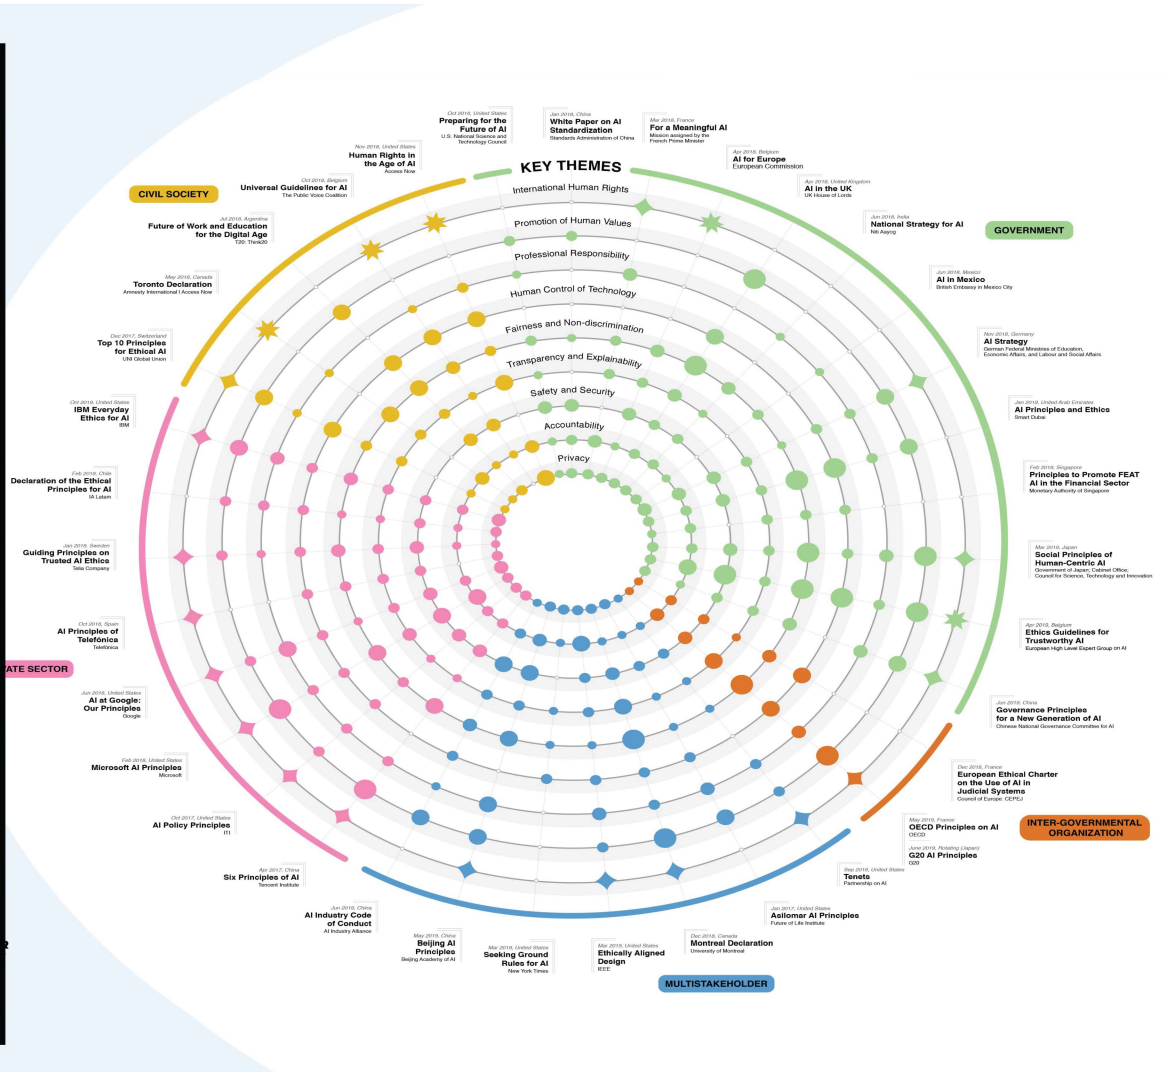 KEY THEMES
International Human Rights
Promotion of Human Values
Professional Responsibility
Human Control of Technology
Fairness and Non-discrimination
Transparency and Explainability
Safety and Security
Accountability
Privacy
CIVIL SOCIETY
GOVERNMENT
INTER-GOVERNMENTAL
ORGANIZATION
MULTISTAKEHOLDER
ATE SECTOR
Oct 2016, United States
Preparing for the
Future of AI
U.S. National Science and
Technology Council
Jan 2018, China
White Paper on AI
Standardization
Standards Administration of China
Mar 2018, France
For a Meaningful AI
Mission assigned by the
French Prime Minister
Apr 2018, Belgium
AI for Europe
European Commission
Apr 2018, United Kingdom
AI in the UK
UK House of Lords
Jun 2018, India
National Strategy for AI
Niti Aayog
Jun 2018, Mexico
AI in Mexico
British Embassy in Mexico City
Nov 2018, Germany
AI Strategy
German Federal Ministries of Education,
Economic Affairs, and Labour and Social Affairs
Jan 2019, United Arab Emirates
AI Principles and Ethics
Smart Dubai
Feb 2019, Singapore
Principles to Promote FEAT
AI in the Financial Sector
Monetary Authority of Singapore
Mar 2019, Japan
Social Principles of
Human-Centric AI
Government of Japan; Cabinet Office;
Council for Science, Technology and Innovation
Apr 2019, Belgium
Ethics Guidelines for
Trustworthy AI
European High Level Expert Group on AI
Jun 2019, China
Governance Principles
for a New Generation of AI
Chinese National Governance Committee for AI
Dec 2018, France
European Ethical Charter
on the Use of AI in
Judicial Systems
Council of Europe: CEPEJ
May 2019, France
OECD Principles on AI
OECD
June 2019, Rotating (Japan)
G20 AI Principles
G20
Sep 2016, United States
Tenets
Partnership on AI
Jan 2017, United States
Asilomar AI Principles
Future of Life Institute
Dec 2018, Canada
Montreal Declaration
University of Montreal
Mar 2019, United States
Ethically Aligned
Design
IEEE
Mar 2019, United States
Seeking Ground
Rules for AI
New York Times
May 2019, China
Beijing AI
Principles
Beijing Academy of AI
Jun 2019, China
AI Industry Code
of Conduct
AI Industry Alliance
Apr 2017, China
Six Principles of AI
Tencent Institute
Oct 2017, United States
AI Policy Principles
ITI
Feb 2018, United States
Microsoft AI Principles
Microsoft
Jun 2018, United States
AI at Google:
Our Principles
Google
Oct 2018, Spain
AI Principles of
Telefónica
Telefónica
Jan 2019, Sweden
Guiding Principles on
Trusted AI Ethics
Telia Company
Feb 2019, Chile
Declaration of the Ethical
Principles for AI
IA Latam
Oct 2019, United States
IBM Everyday
Ethics for AI
IBM
Dec 2017, Switzerland
Top 10 Principles
for Ethical AI
UNI Global Union
May 2018, Canada
Toronto Declaration
Amnesty International | Access Now
Jul 2018, Argentina
Future of Work and Education
for the Digital Age
T20: Think20
Oct 2018, Belgium
Universal Guidelines for AI
The Public Voice Coalition
Nov 2018, United States
Human Rights in
the Age of AI
Access Now